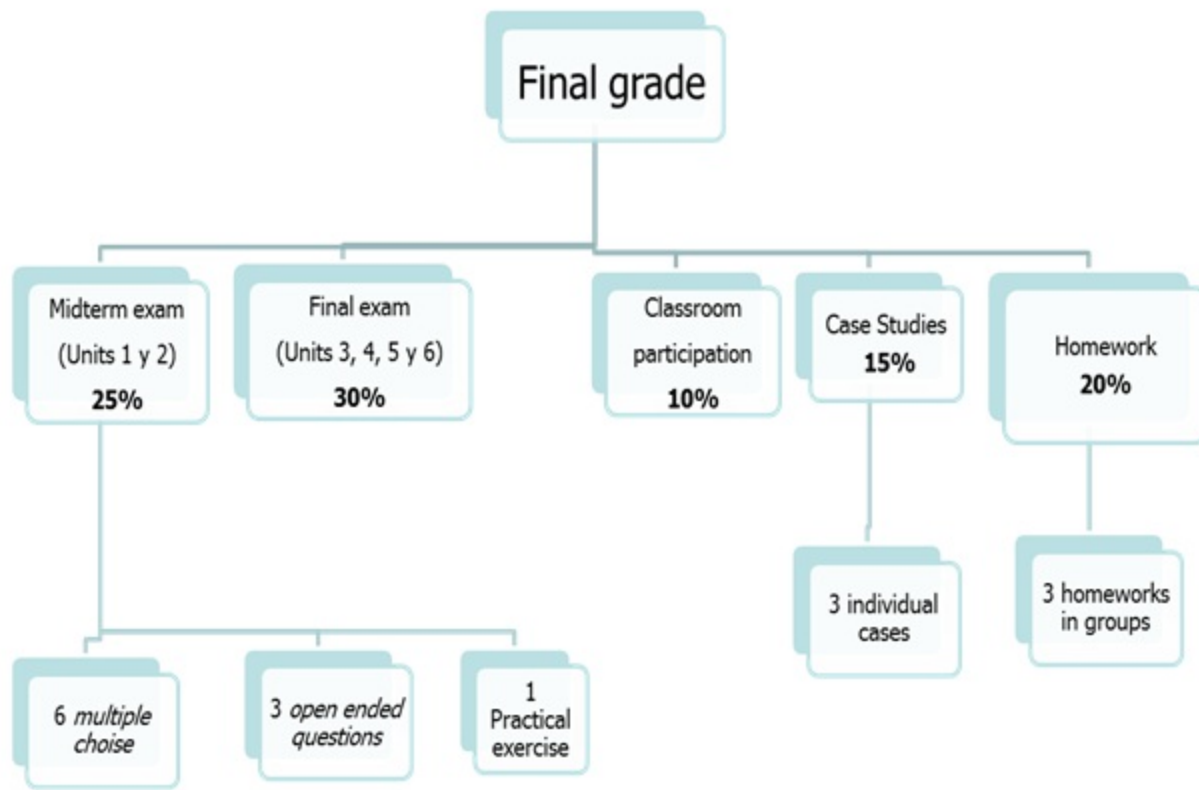 Final grade
Midterm exam
(Units 1 y 2)
25%
Final exam
(Units 3, 4, 5 y 6)
30%
Classroom
participation
10%
Case Studies
15%
Homework
20%
6 multiple
choise
3 open ended
questions
1
Practical
exercise
3 individual
cases
3 homeworks
in groups